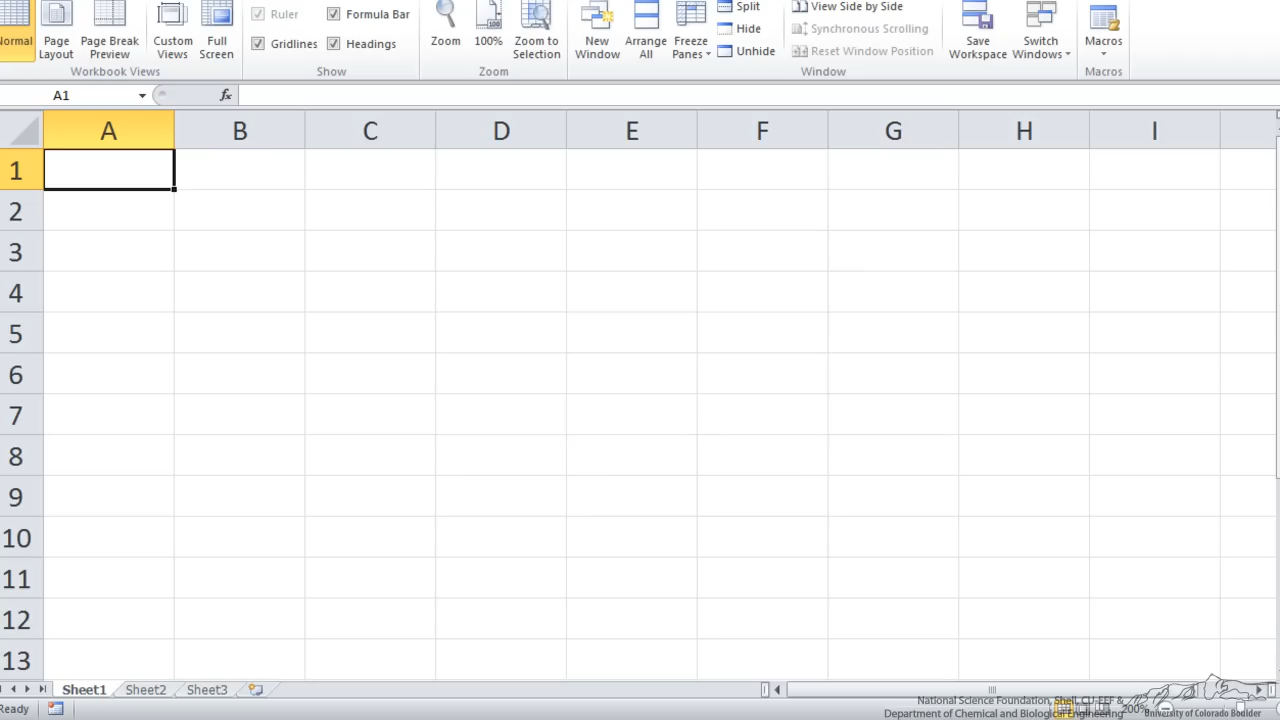 Split
View Side by Side
Ruler
Formula Bar
Hide
Synchronous Scrolling
Gridlines
Headings
Unhide
Reset Window Position
Normal
Page Layout
Page Break Preview
Custom Views
Full Screen
Zoom
100%
Zoom to Selection
New Window
Arrange All
Freeze Panes
Save Workspace
Switch Windows
Macros
Workbook Views
Show
Zoom
Window
Macros
A1
fx
A B C D E F G H I
1
2
3
4
5
6
7
8
9
10
11
12
13
Sheet1 Sheet2 Sheet3
Ready
200%
National Science Foundation, Shell, CU-EEF &
Department of Chemical and Biological Engineering
University of Colorado Boulder